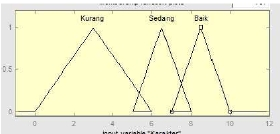 Kurang Sedang Baik
1
0.5
0
0 2 4 6 8 10 12
input variable "Karakter"